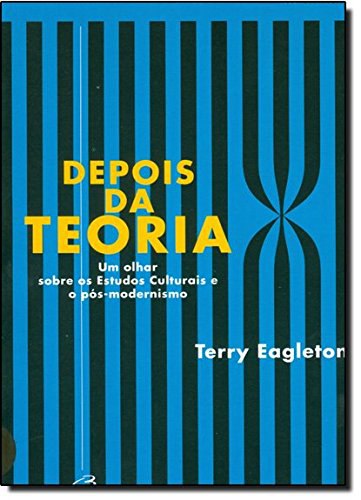 DEPOIS
DA
TEORIA
Um olhar
sobre os Estudos Culturais e
o pós-modernismo
Terry Eagleton